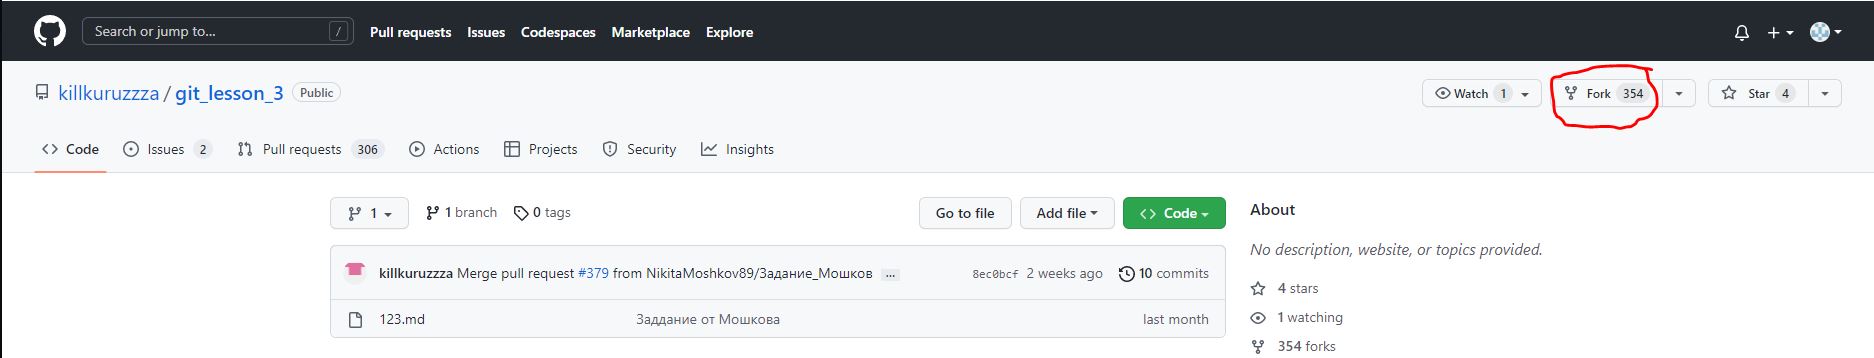 Search or jump to... / Pull requests Issues Codespaces Marketplace Explore
killkuruzzza / git_lesson_3 Public Watch 1 Fork 354 Star 4
Code Issues 2 Pull requests 306 Actions Projects Security Insights
1 1 branch 0 tags Go to file Add file Code
About
No description, website, or topics provided.
killkuruzzza Merge pull request #379 from NikitaMoshkov89/Задание_Мошков ... 8ec0bcf 2 weeks ago 10 commits
4 stars
123.md Заддание от Мошкова last month
1 watching
354 forks